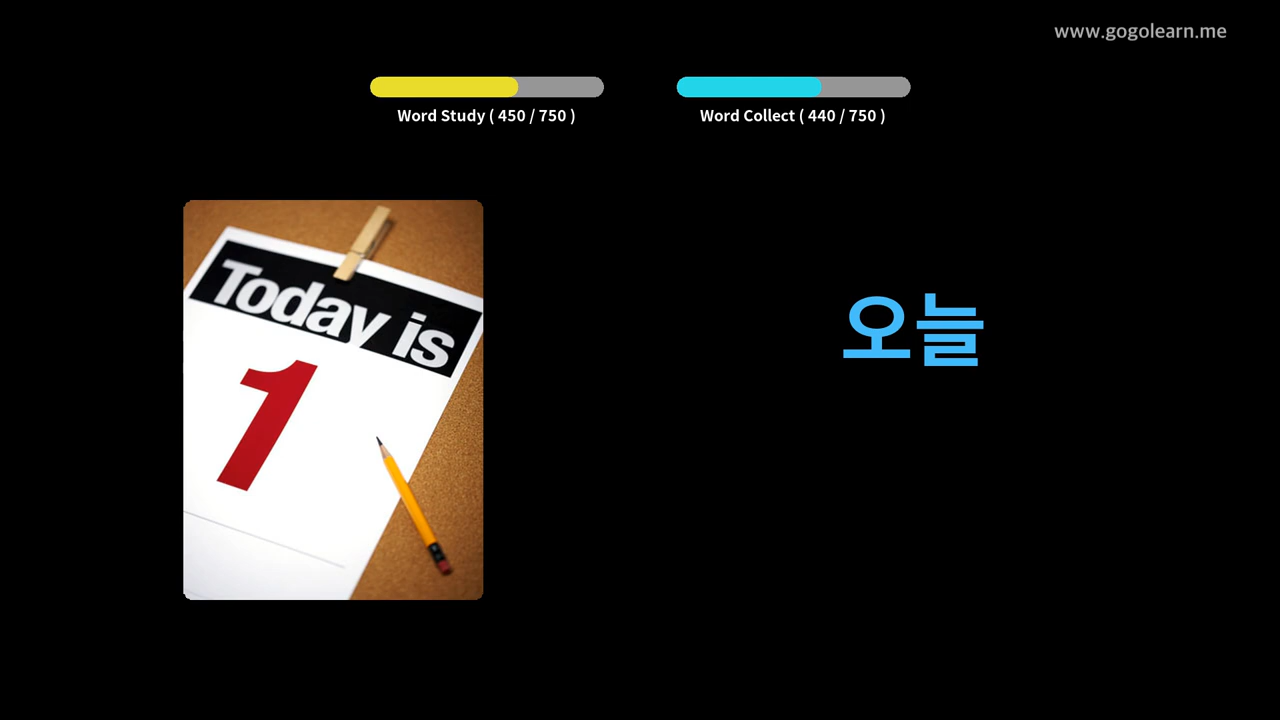 www.gogolearn.me
Word Study ( 450 / 750 )
Word Collect ( 440 / 750 )
Today is
1
오늘